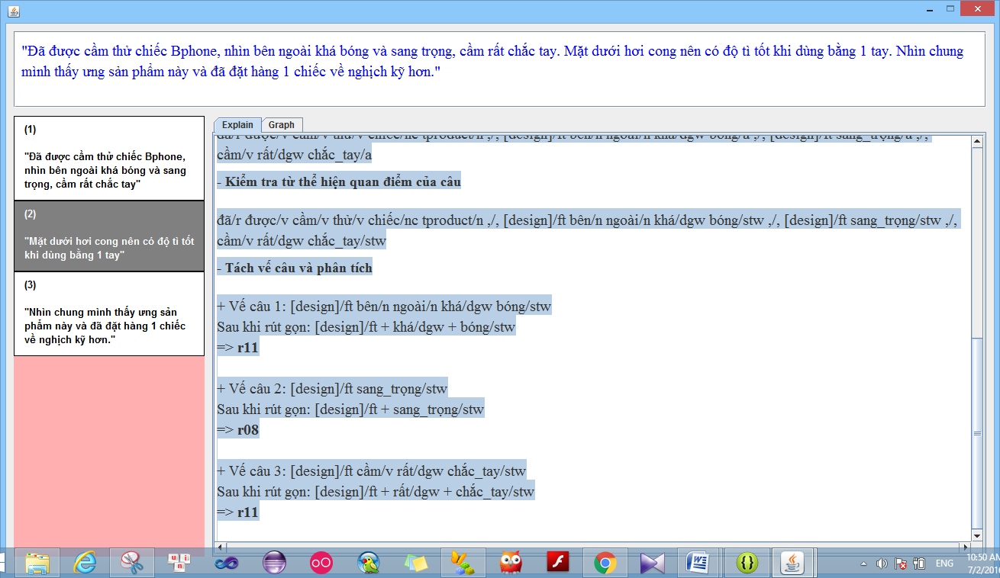 "Đã được cầm thử chiếc Bphone, nhìn bên ngoài khá bóng và sang trọng, cầm rất chắc tay. Mặt dưới hơi cong nên có độ tì tốt khi dùng bằng 1 tay. Nhìn chung
mình thấy ưng sản phẩm này và đã đặt hàng 1 chiếc về nghịch kỹ hơn."
(1)
"Đã được cầm thử chiếc Bphone,
nhìn bên ngoài khá bóng và sang
trọng, cầm rất chắc tay"
(2)
"Mặt dưới hơi cong nên có độ tì tốt
khi dùng bằng 1 tay"
(3)
"Nhìn chung mình thấy ưng sản
phẩm này và đã đặt hàng 1 chiếc
về nghịch kỹ hơn."
Explain Graph
đã/r được/v cầm/v thử/v chiếc/nc tproduct/n ,/, [design]/ft bên/n ngoài/n khá/dgw bóng/a ,/, [design]/ft sang_trọng/a ,/,
cầm/v rất/dgw chắc_tay/a
- Kiểm tra từ thể hiện quan điểm của câu
đã/r được/v cầm/v thử/v chiếc/nc tproduct/n ,/, [design]/ft bên/n ngoài/n khá/dgw bóng/stw ,/, [design]/ft sang_trọng/stw ,/,
cầm/v rất/dgw chắc_tay/stw
- Tách vế câu và phân tích
+ Vế câu 1: [design]/ft bên/n ngoài/n khá/dgw bóng/stw
Sau khi rút gọn: [design]/ft + khá/dgw + bóng/stw
=> r11
+ Vế câu 2: [design]/ft sang_trọng/stw
Sau khi rút gọn: [design]/ft + sang_trọng/stw
=> r08
+ Vế câu 3: [design]/ft cầm/v rất/dgw chắc_tay/stw
Sau khi rút gọn: [design]/ft + rất/dgw + chắc_tay/stw
=> r11
u i n
ENG
10:50 AM
7/2/201